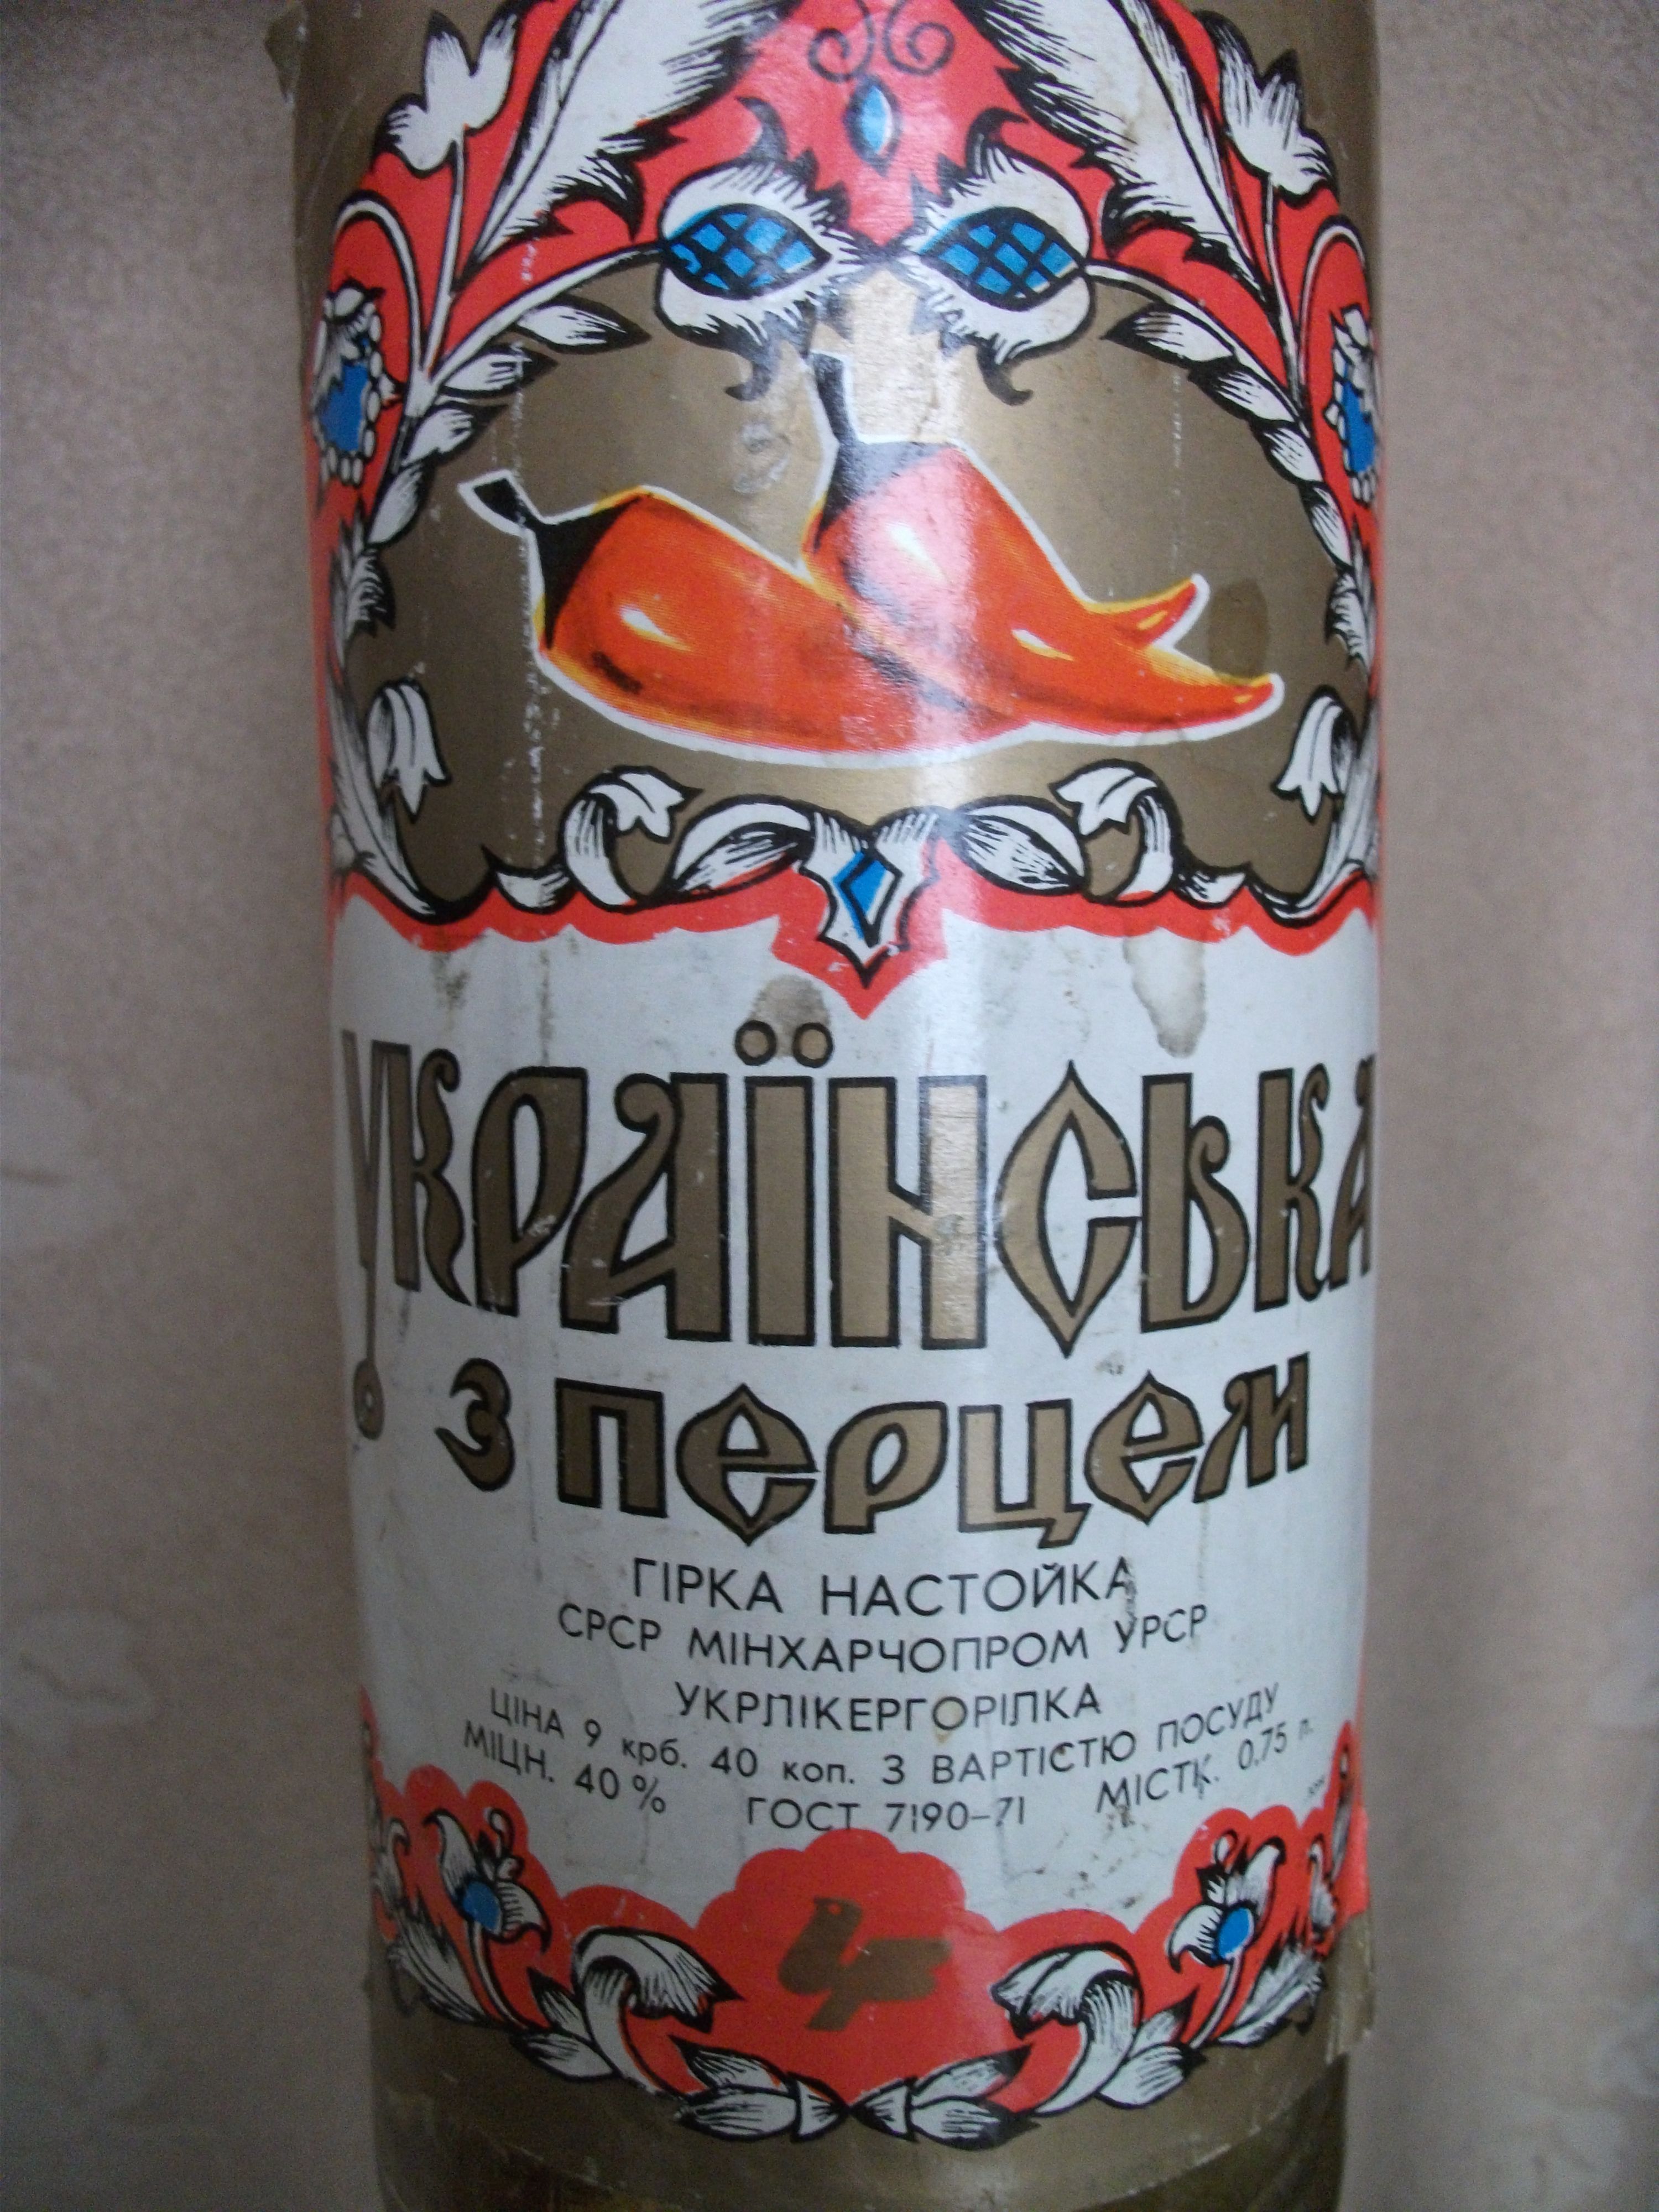 УКРАЇНСЬКА
з перцем
ГІРКА НАСТОЙКА
СРСР МІНХАРЧОПРОМ УРСР
УКРЛІКЕРГОРІЛКА
ЦІНА 9 крб. 40 коп. З ВАРТІСТЮ ПОСУДУ
МІЦН. 40% ГОСТ 7190–71 МІСТК. 0,75 л.